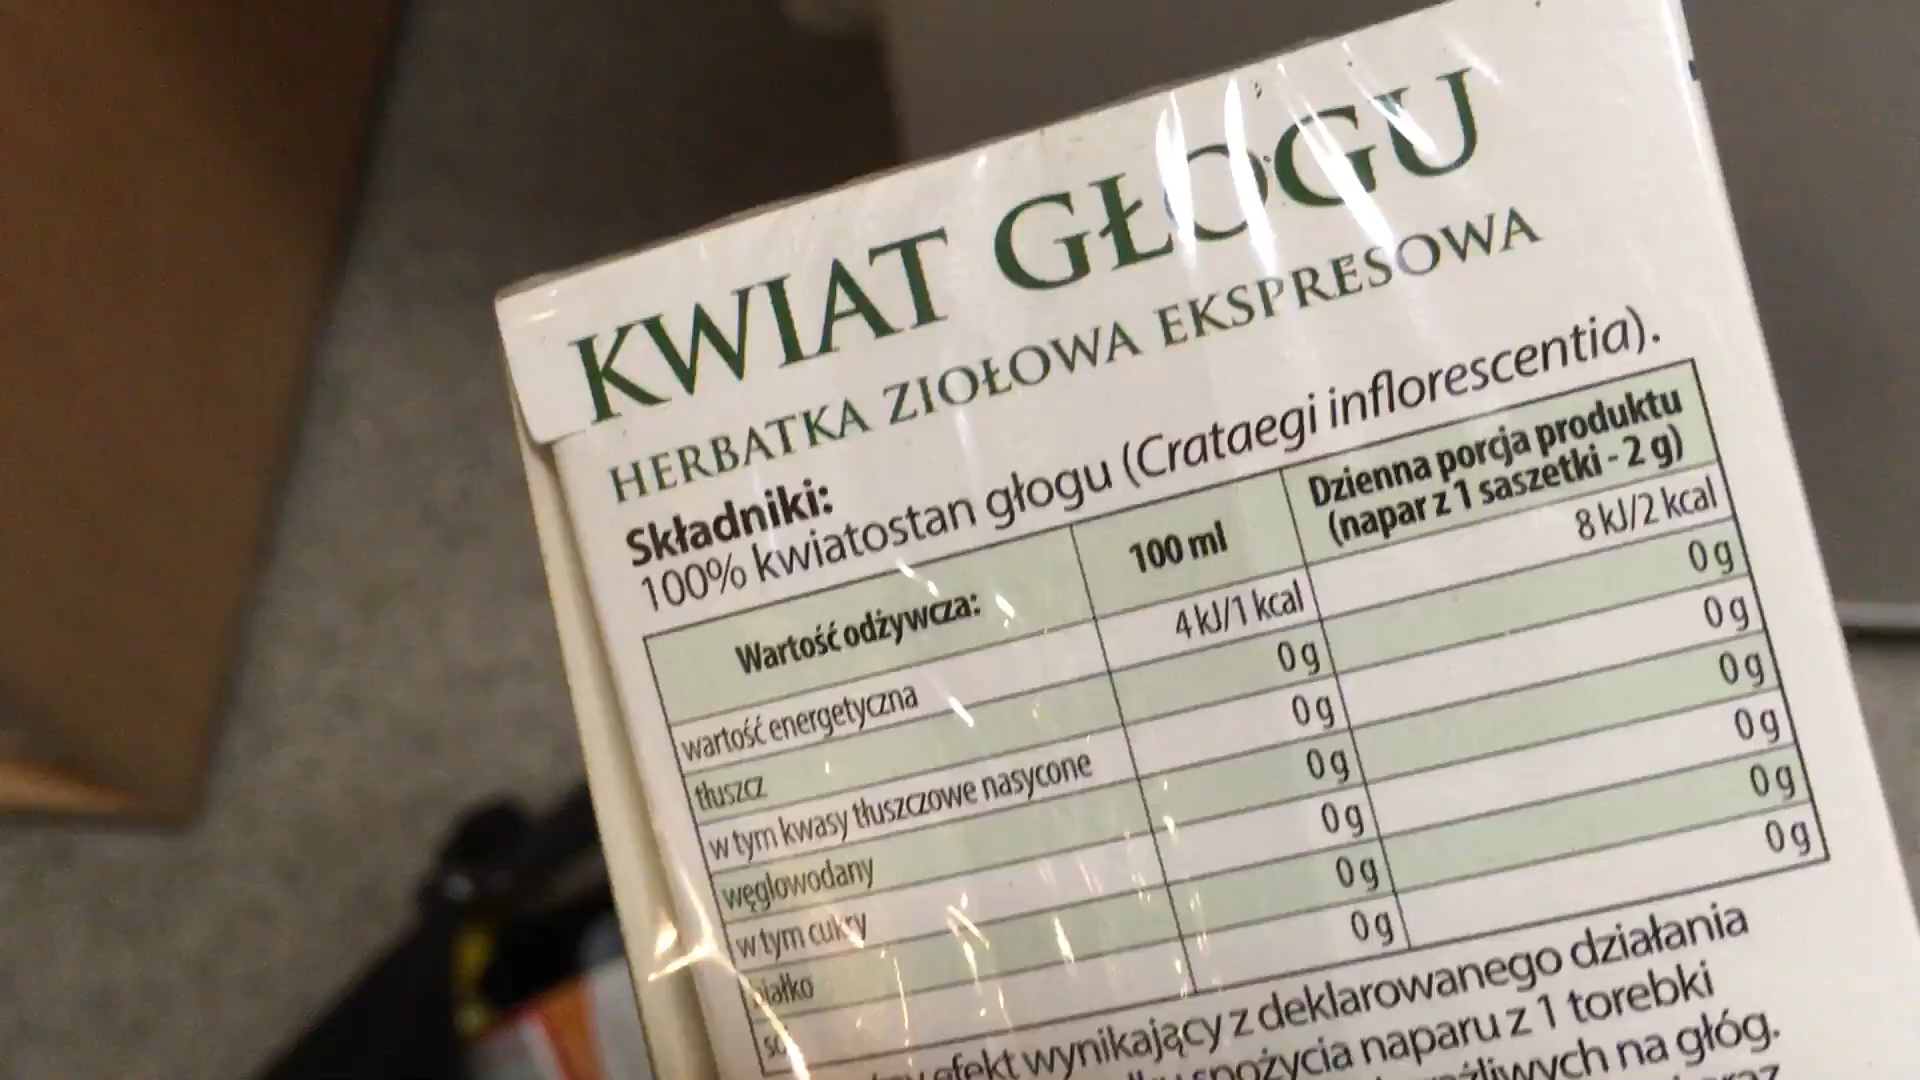 KWIAT GŁOGU
HERBATKA ZIOŁOWA EKSPRESOWA
Składniki:
100% kwiatostan głogu (Crataegi inflorescentia).
Wartość odżywcza: 100 ml Dzienna porcja produktu
(napar z 1 saszetki - 2 g)
wartość energetyczna 4 kJ/1 kcal 8 kJ/2 kcal
tłuszcz 0 g 0 g
w tym kwasy tłuszczowe nasycone 0 g 0 g
węglowodany 0 g 0 g
w tym cukry 0 g 0 g
białko 0 g 0 g
0 g 0 g
efekt wynikający z deklarowanego działania
spożycia naparu z 1 torebki
na głóg.